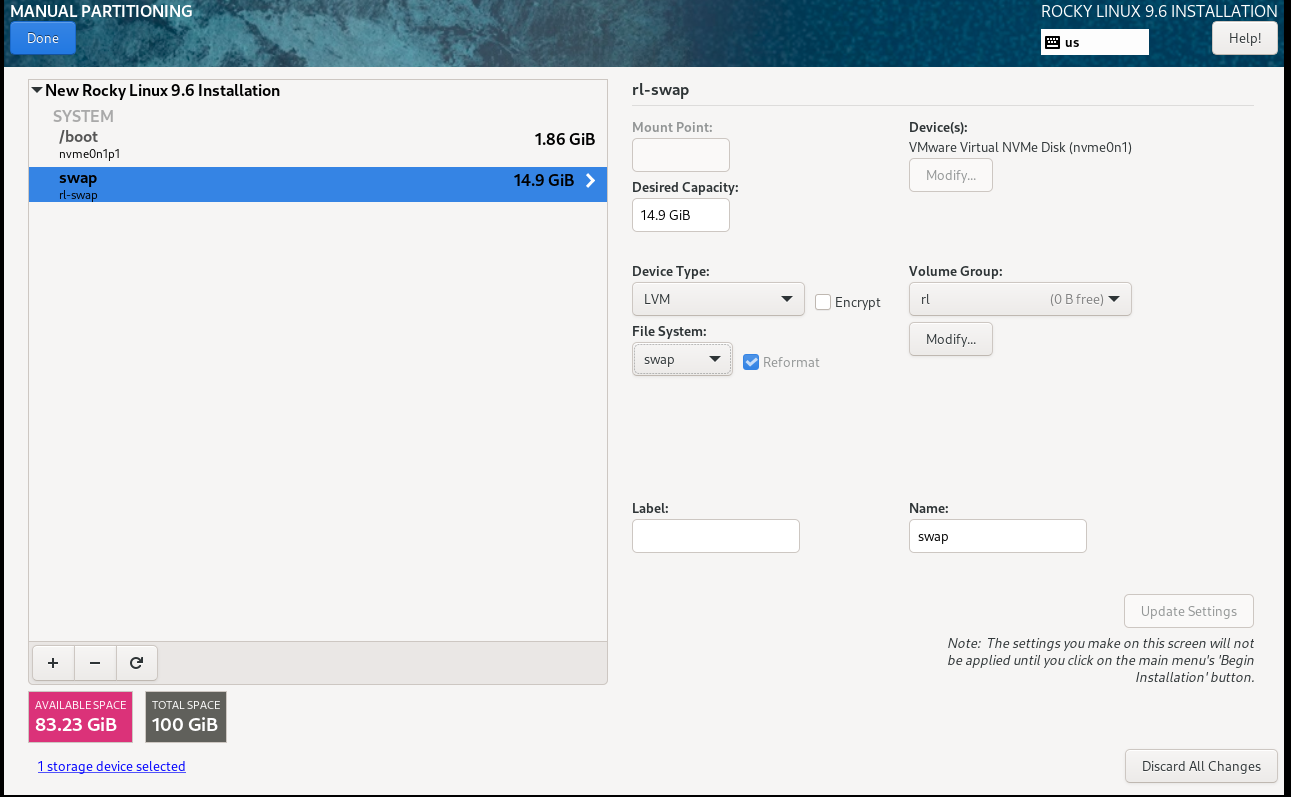 MANUAL PARTITIONING
ROCKY LINUX 9.6 INSTALLATION
Done
us
Help!
New Rocky Linux 9.6 Installation
SYSTEM
/boot
1.86 GiB
nvme0n1p1
swap
14.9 GiB
rl-swap
rl-swap
Mount Point:
Device(s):
VMware Virtual NVMe Disk (nvme0n1)
Modify...
Desired Capacity:
14.9 GiB
Device Type:
Volume Group:
LVM
Encrypt
rl (0 B free)
File System:
Modify...
swap
Reformat
Label:
Name:
swap
Update Settings
Note: The settings you make on this screen will not
be applied until you click on the main menu's 'Begin
Installation' button.
+ −
AVAILABLE SPACE
83.23 GiB
TOTAL SPACE
100 GiB
1 storage device selected
Discard All Changes